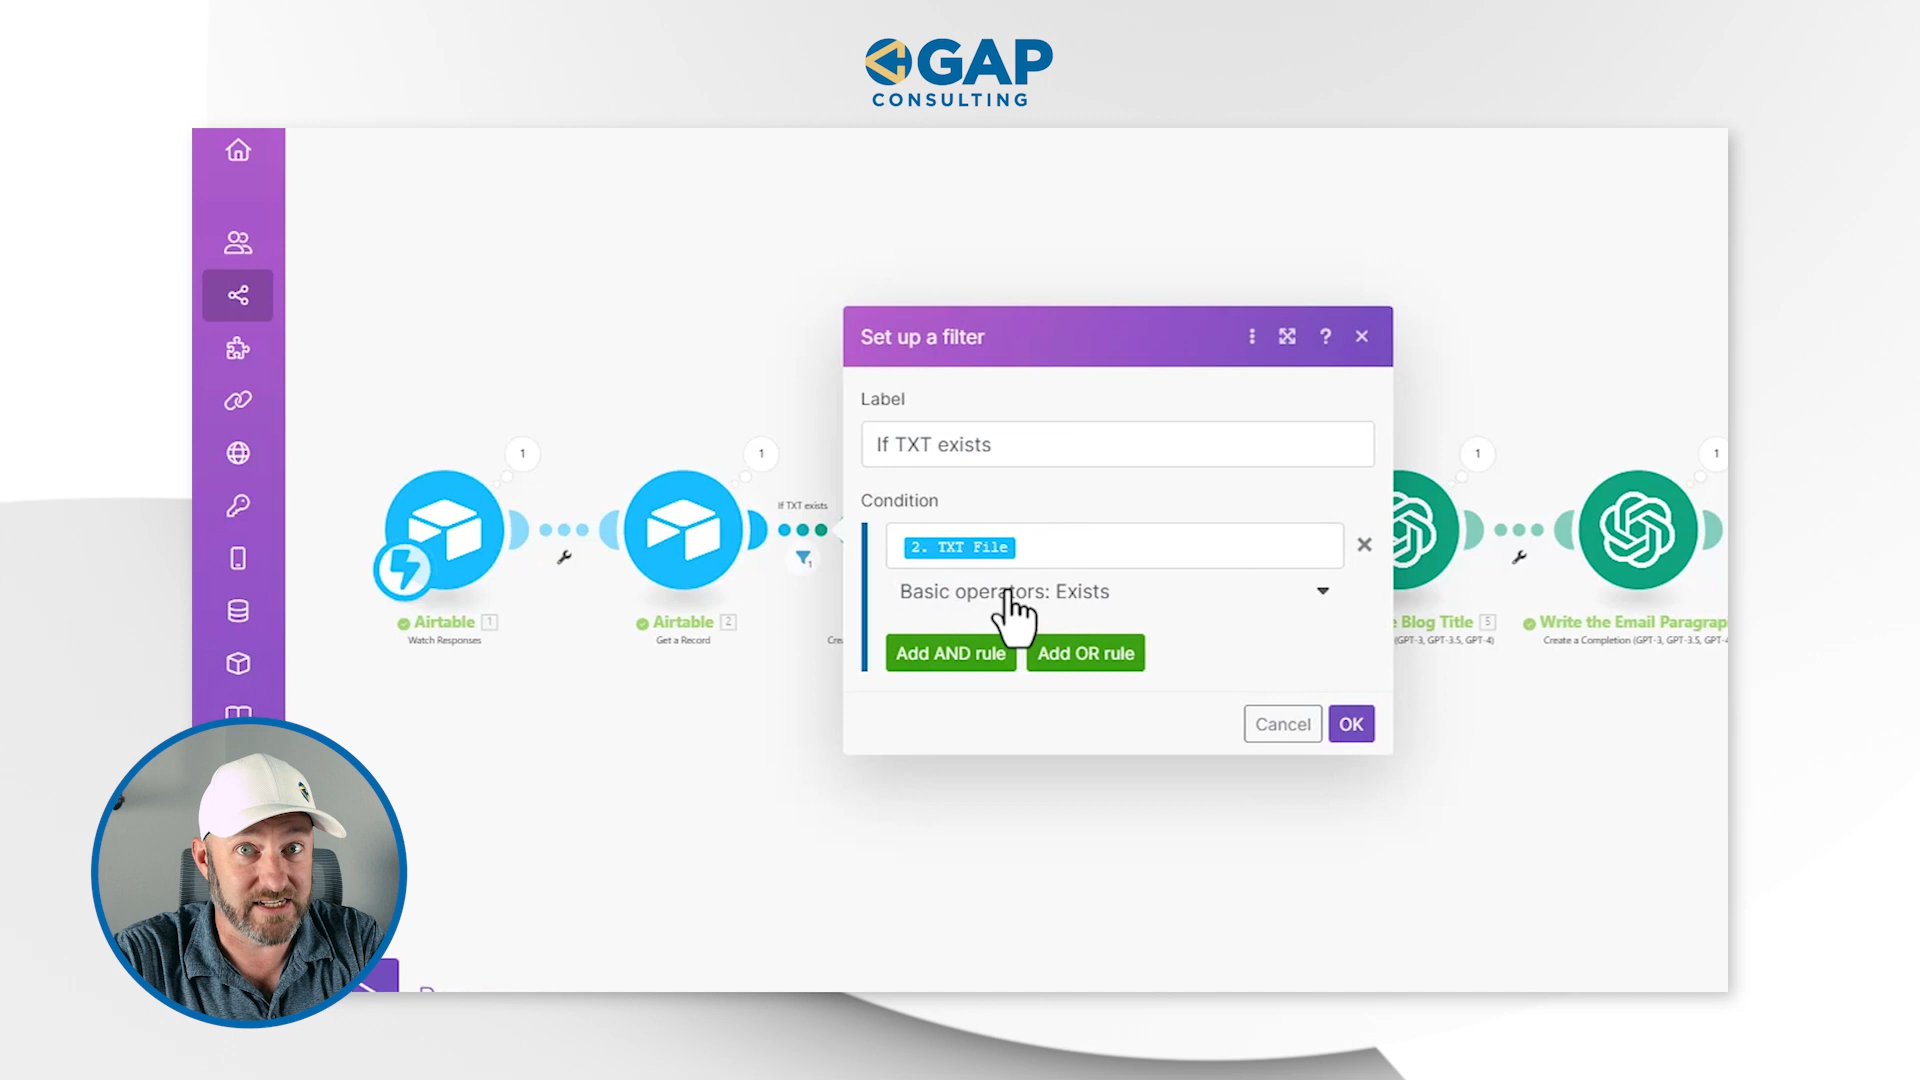 GAP
CONSULTING
Set up a filter
?
Label
If TXT exists
Condition
2. TXT File
Basic operators: Exists
Add AND rule
Add OR rule
Cancel
OK
1
1
If TXT exists
1
Airtable 1
Watch Responses
Airtable 2
Get a Record
Cre
1
Blog Title 5
(GPT-3, GPT-3.5, GPT-4)
1
Write the Email Paragrap
Create a Completion (GPT-3, GPT-3.5, GPT-4